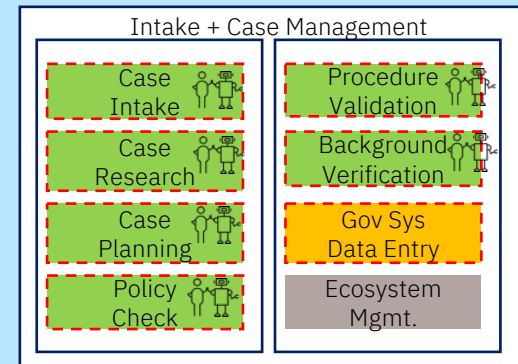 Intake + Case Management
Case
Intake
Case
Research
Case
Planning
Policy
Check
Procedure
Validation
Background
Verification
Gov Sys
Data Entry
Ecosystem
Mgmt.